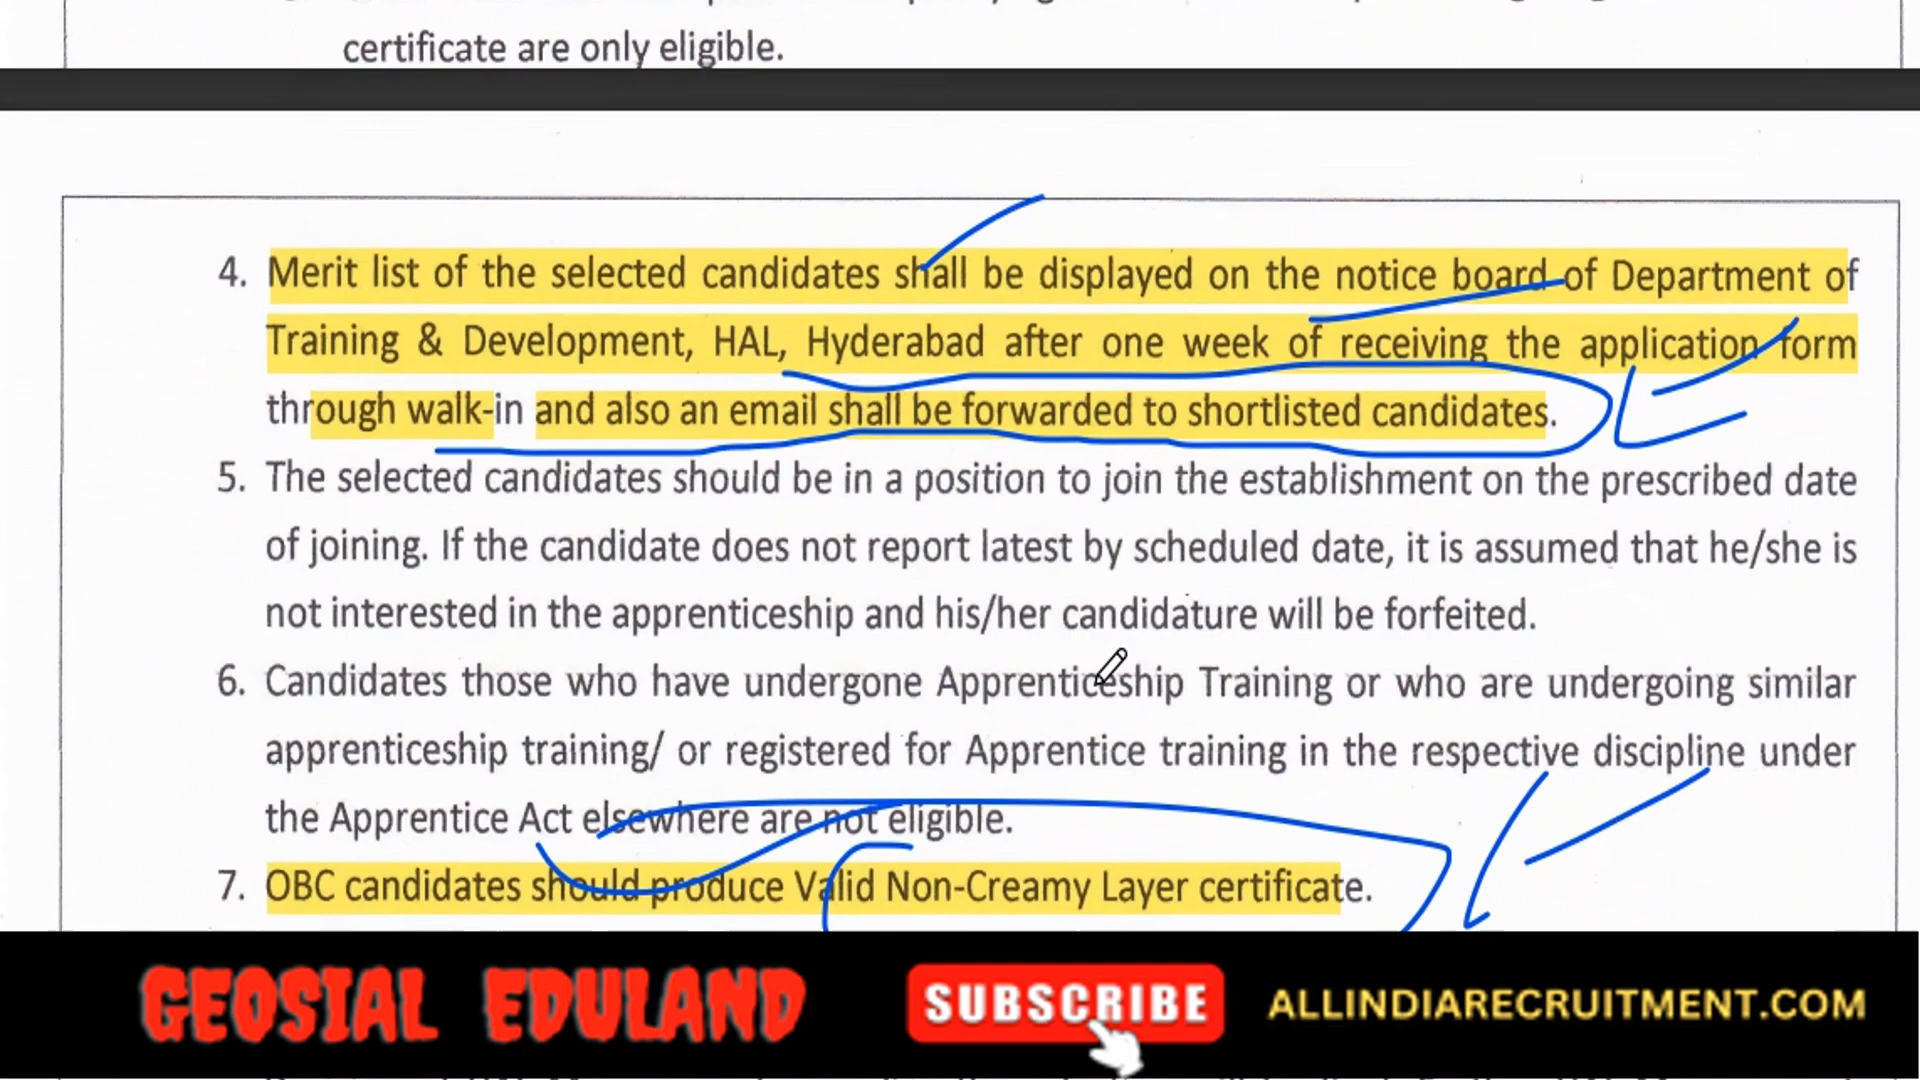 certificate are only eligible.
4. Merit list of the selected candidates shall be displayed on the notice board of Department of
Training & Development, HAL, Hyderabad after one week of receiving the application form
through walk-in and also an email shall be forwarded to shortlisted candidates.
5. The selected candidates should be in a position to join the establishment on the prescribed date
of joining. If the candidate does not report latest by scheduled date, it is assumed that he/she is
not interested in the apprenticeship and his/her candidature will be forfeited.
6. Candidates those who have undergone Apprenticeship Training or who are undergoing similar
apprenticeship training/ or registered for Apprentice training in the respective discipline under
the Apprentice Act elsewhere are not eligible.
7. OBC candidates should produce Valid Non-Creamy Layer certificate.
GEOSIAL EDULAND SUBSCRIBE ALLINDIARECRUITMENT.COM